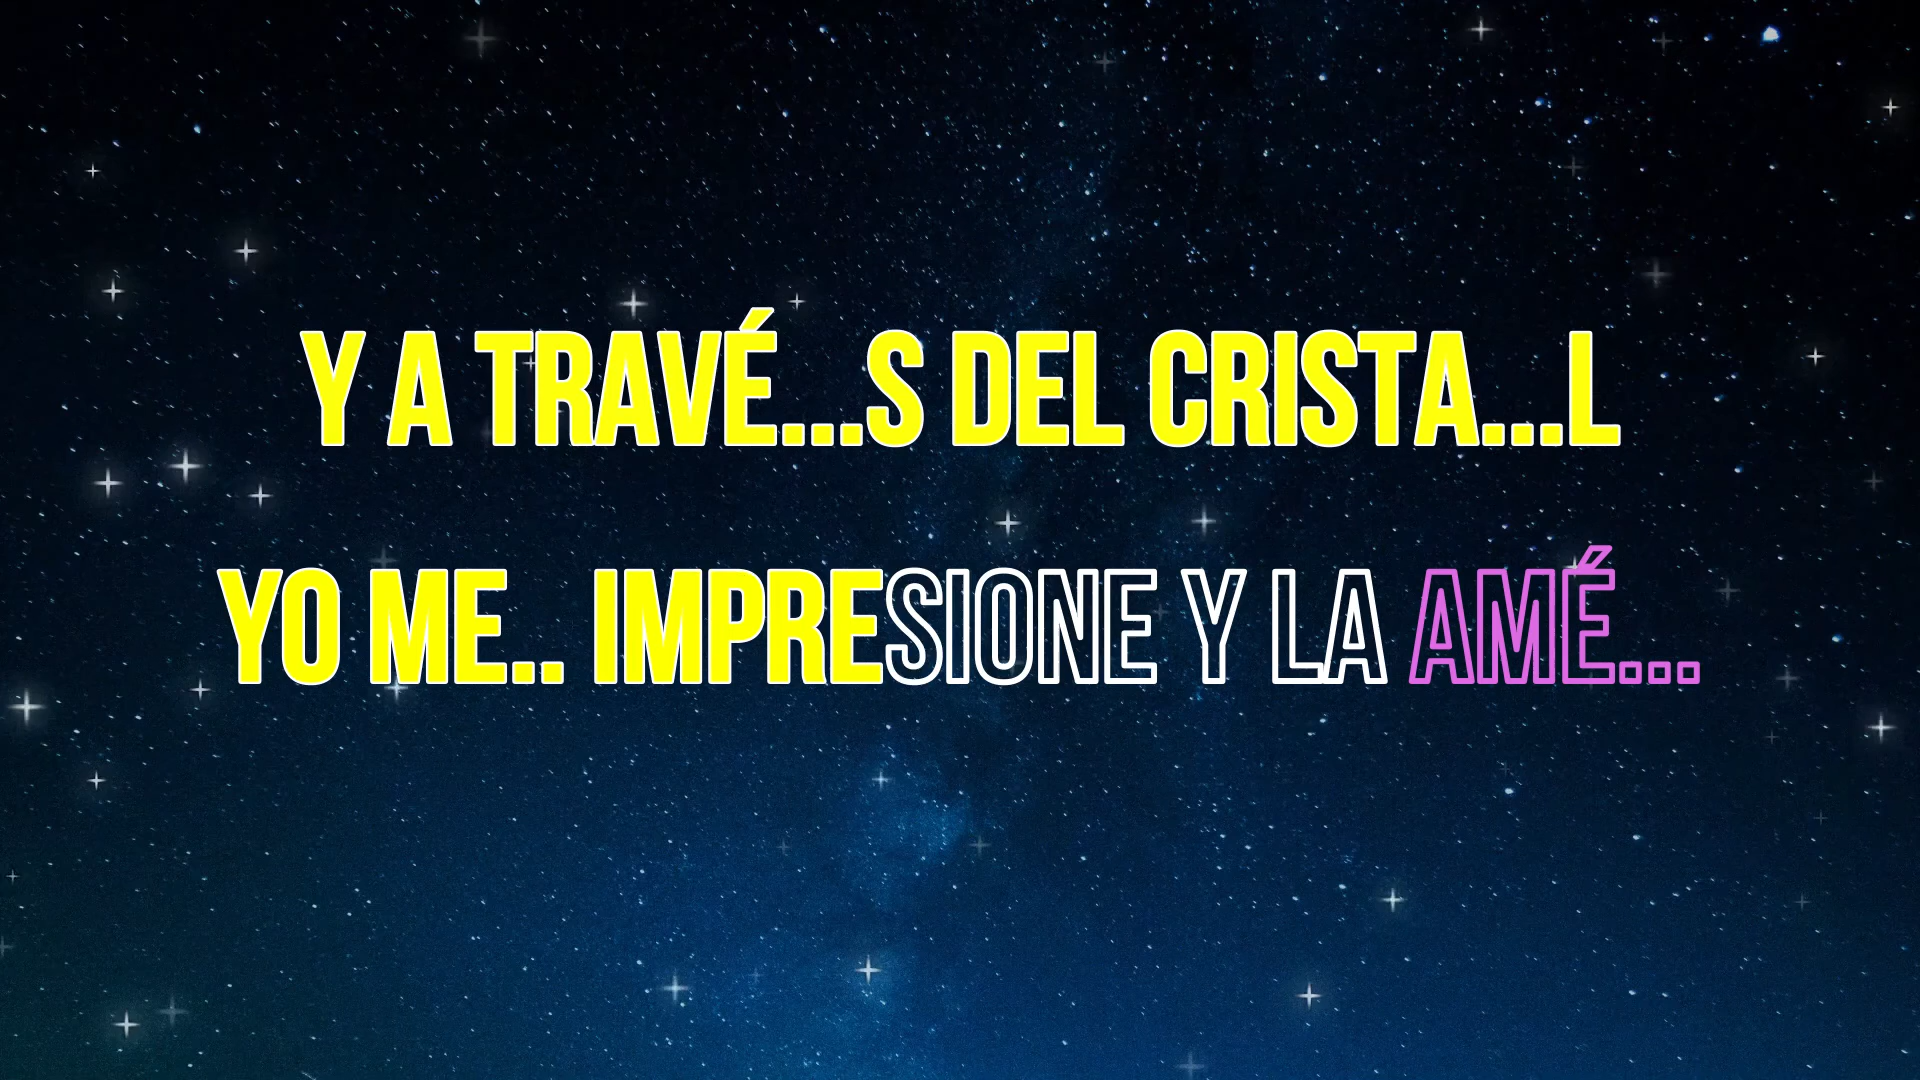 Y A TRAVÉ...S DEL CRISTA...L
YO ME.. IMPRESIONE Y LA AMÉ...